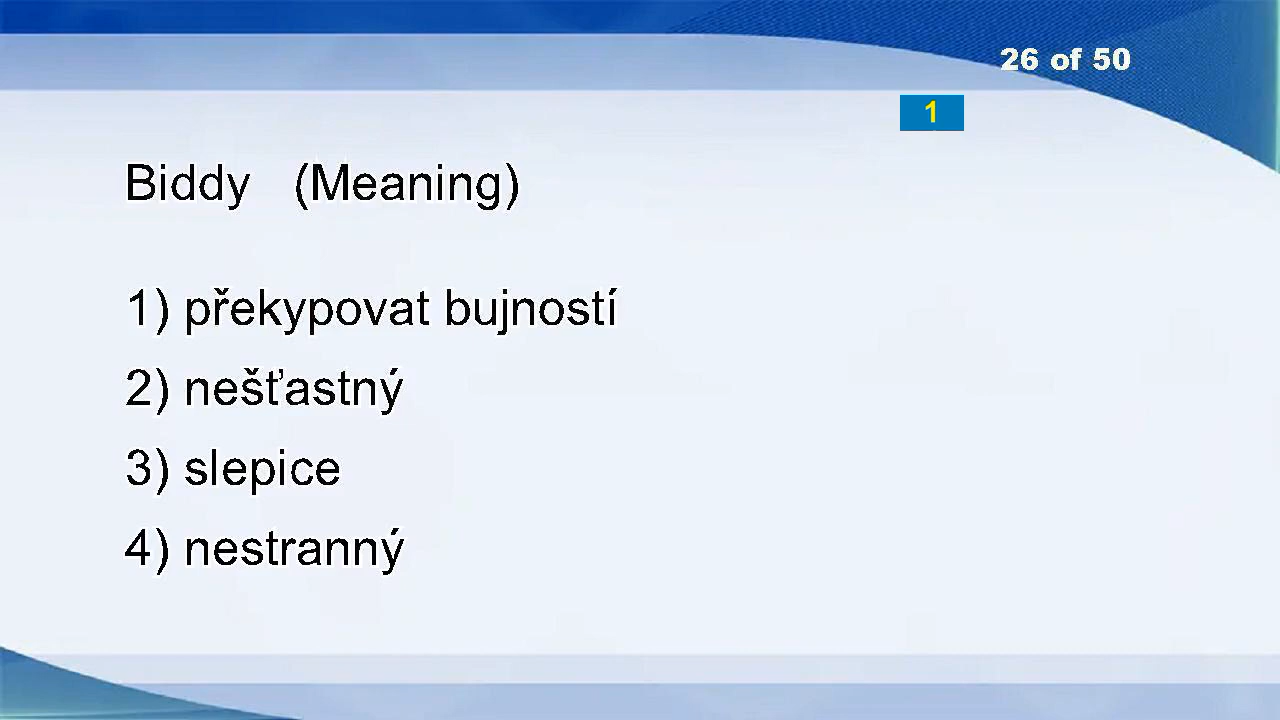 26 of 50
1
Biddy (Meaning)
1) překypovat bujností
2) nešťastný
3) slepice
4) nestranný